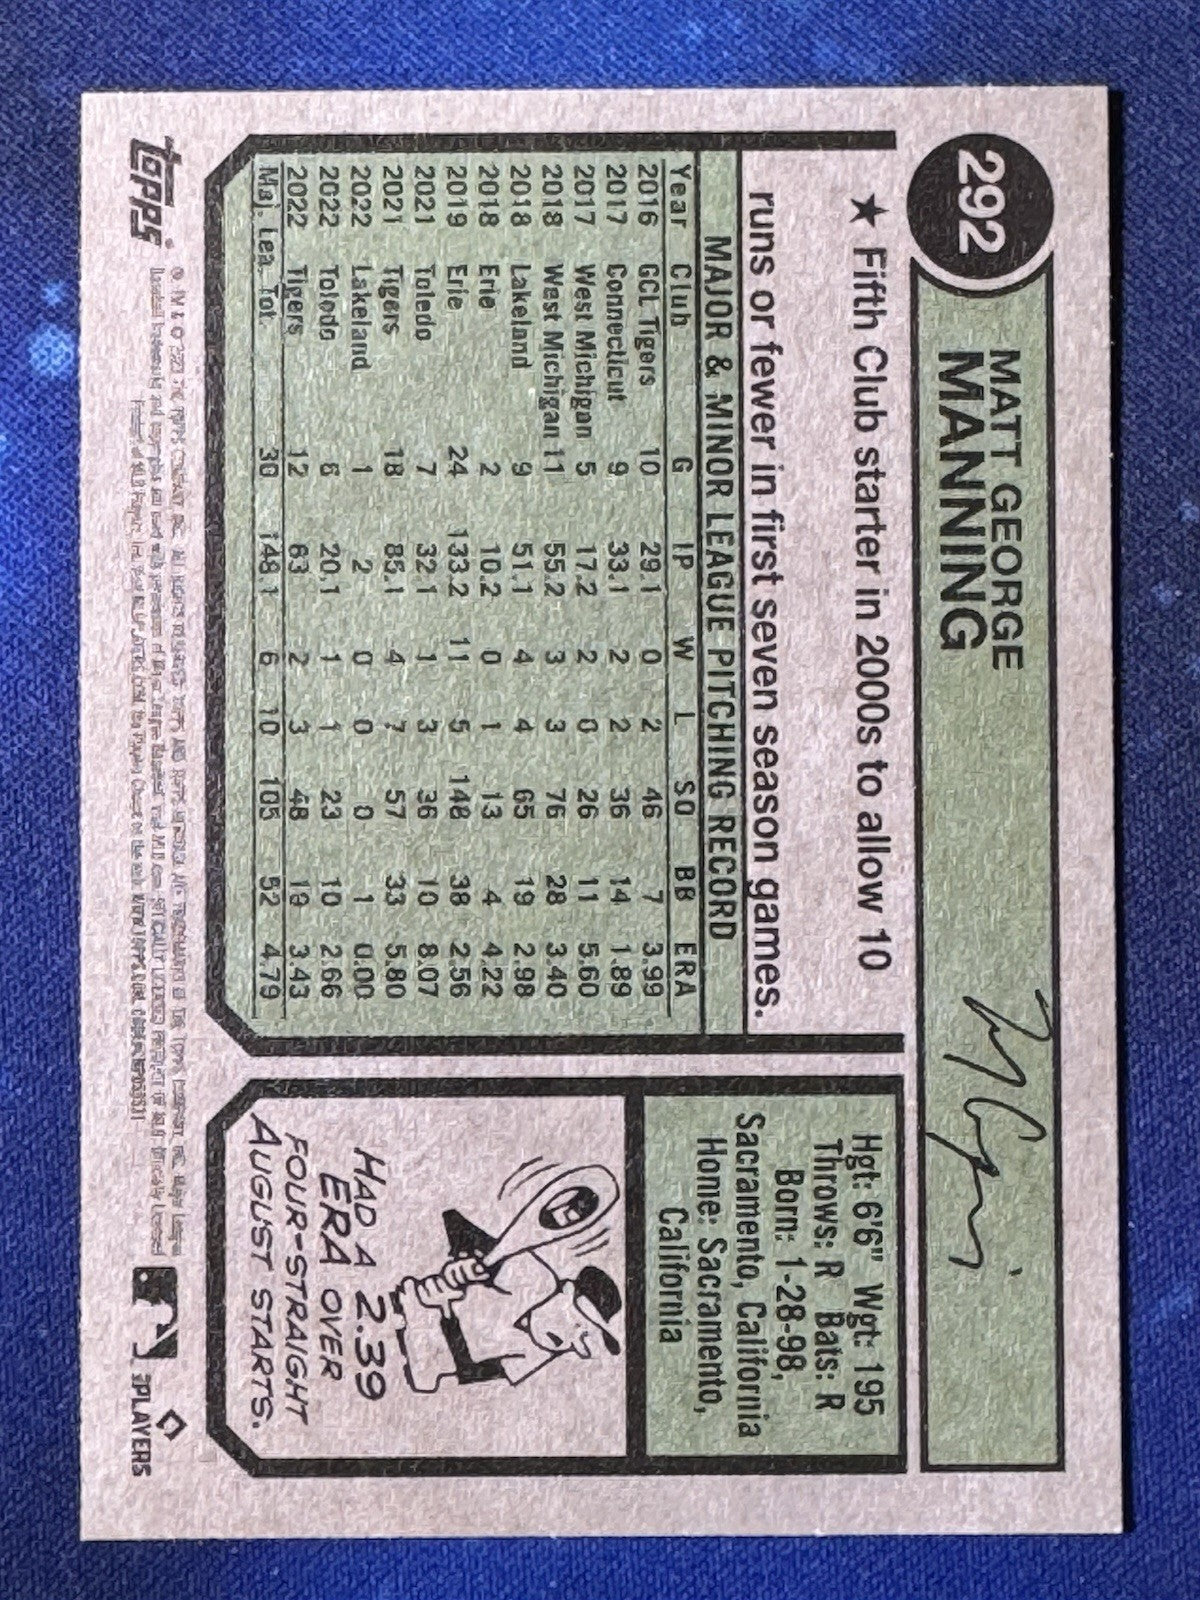 292
MATT GEORGE
MANNING
★ Fifth Club starter in 2000s to allow 10
runs or fewer in first seven season games.
MAJOR & MINOR LEAGUE PITCHING RECORD
Year Club G IP W L SO BB ERA
2016 GCL Tigers 10 29.1 0 2 46 7 3.99
2017 Connecticut 9 33.1 2 2 36 14 1.89
2017 West Michigan 5 17.2 2 0 26 11 5.60
2018 West Michigan 11 55.2 3 3 76 28 3.40
2018 Lakeland 9 51.1 4 4 65 19 2.98
2018 Erie 2 10.2 0 1 13 4 4.22
2019 Erie 24 133.2 11 5 148 38 2.56
2021 Toledo 7 32.1 1 3 36 10 8.07
2021 Tigers 18 85.1 4 7 57 33 5.80
2022 Lakeland 1 2 0 0 0 1 0.00
2022 Toledo 6 20.1 1 1 23 10 2.66
2022 Tigers 12 63 2 3 48 19 3.43
Maj. Lea. Tot. 30 148.1 6 10 105 52 4.79
Hgt: 6'6" Wgt: 195
Throws: R Bats: R
Born: 1-28-98,
Sacramento, California
Home: Sacramento,
California
HAD A 2.39
ERA OVER
FOUR-STRAIGHT
AUGUST STARTS.
topps
PLAYERS